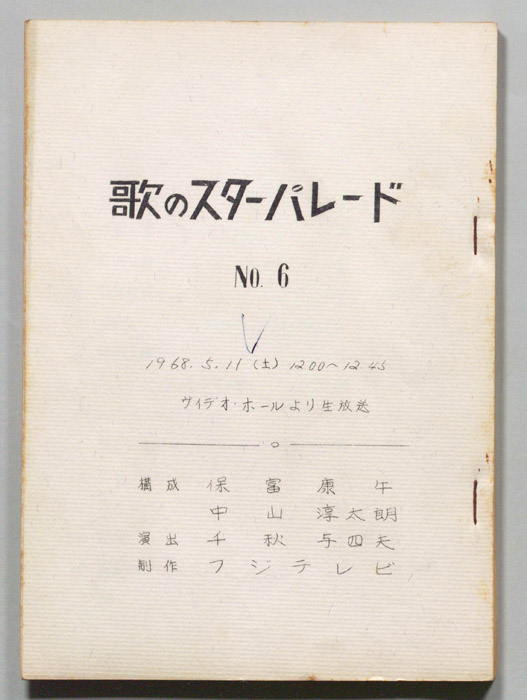 歌のスターパレード
No. 6
1968.5.11(土) 12.00〜12.45
ヴィデオ・ホールより生放送
構成 保富康午
中山淳太朗
演出 千秋与四夫
制作 フジテレビ